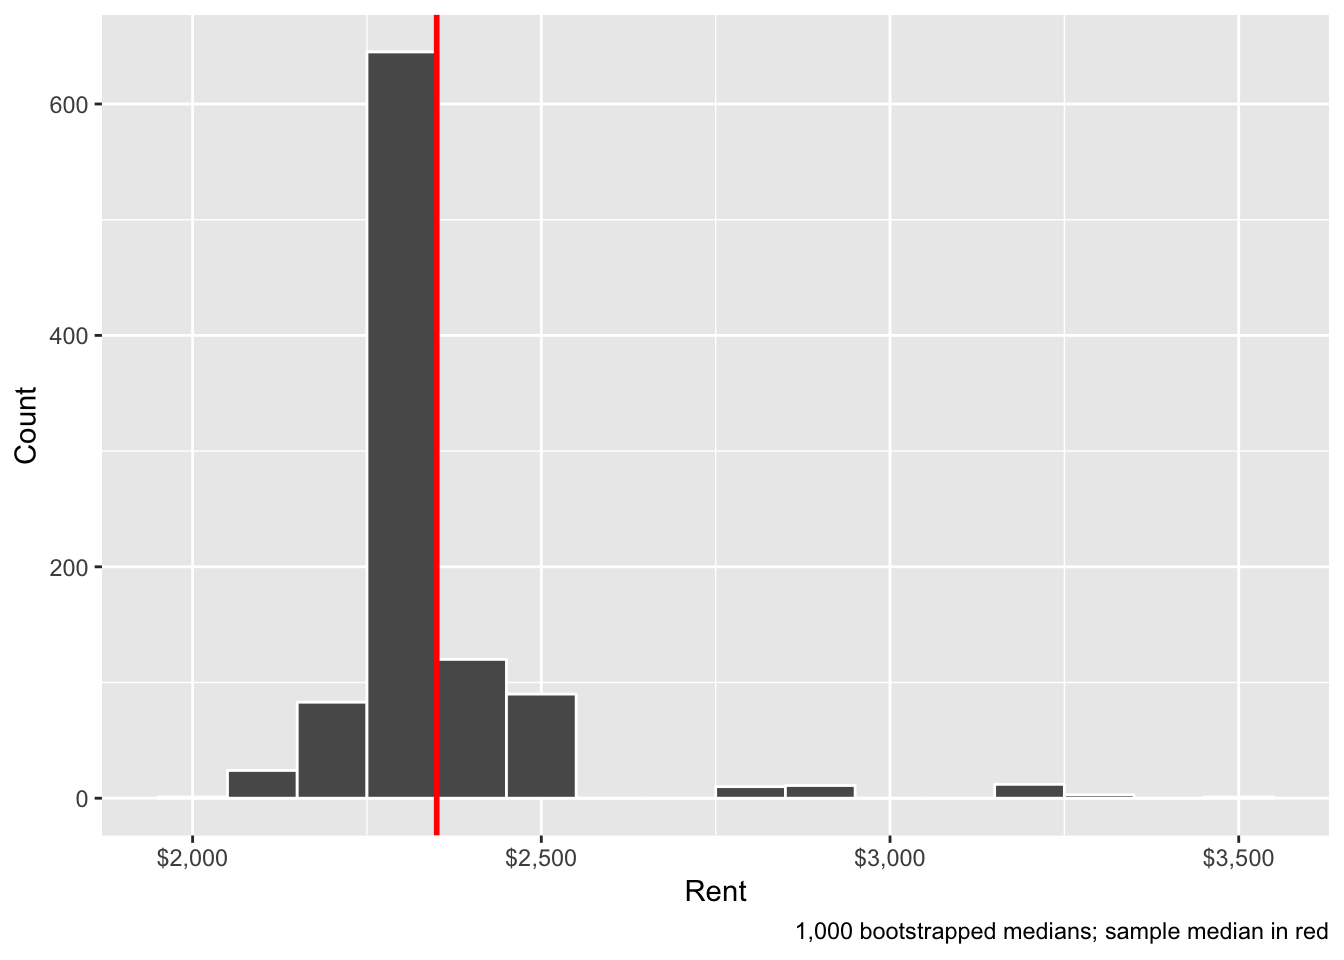 600
400
200
0
Count
$2,000 $2,500 $3,000 $3,500
Rent
1,000 bootstrapped medians; sample median in red